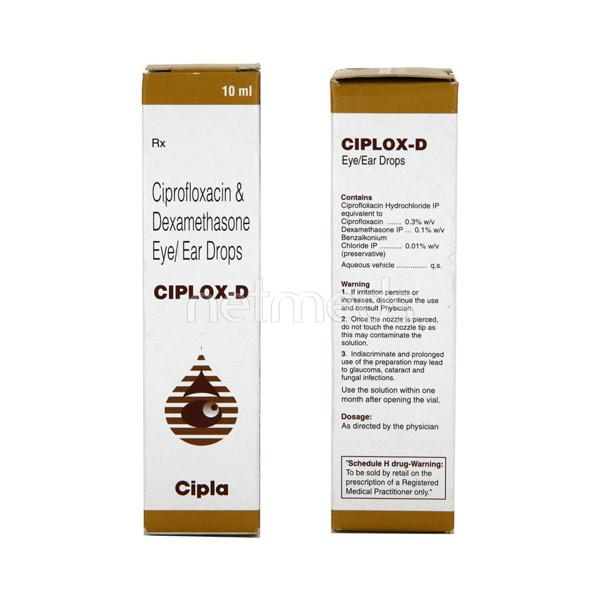 10 ml
Rx
Ciprofloxacin &
Dexamethasone
Eye/ Ear Drops
CIPLOX-D
Cipla
CIPLOX-D
Eye/Ear Drops
Contains
Ciprofloxacin Hydrochloride IP
equivalent to
Ciprofloxacin ....... 0.3% w/v
Dexamethasone IP ... 0.1% w/v
Benzalkonium
Chloride IP ........... 0.01% w/v
(preservative)
Aqueous vehicle .............. q.s.
Warning
1. If irritation persists or
increases, discontinue the use
and consult Physician.
2. Once the nozzle is pierced,
do not touch the nozzle tip as
this may contaminate the
solution.
3. Indiscriminate and prolonged
use of the preparation may lead
to glaucoma, cataract and
fungal infections.
Use the solution within one
month after opening the vial.
Dosage:
As directed by the physician
"Schedule H drug-Warning:
To be sold by retail on the
prescription of a Registered
Medical Practitioner only."
netmeds